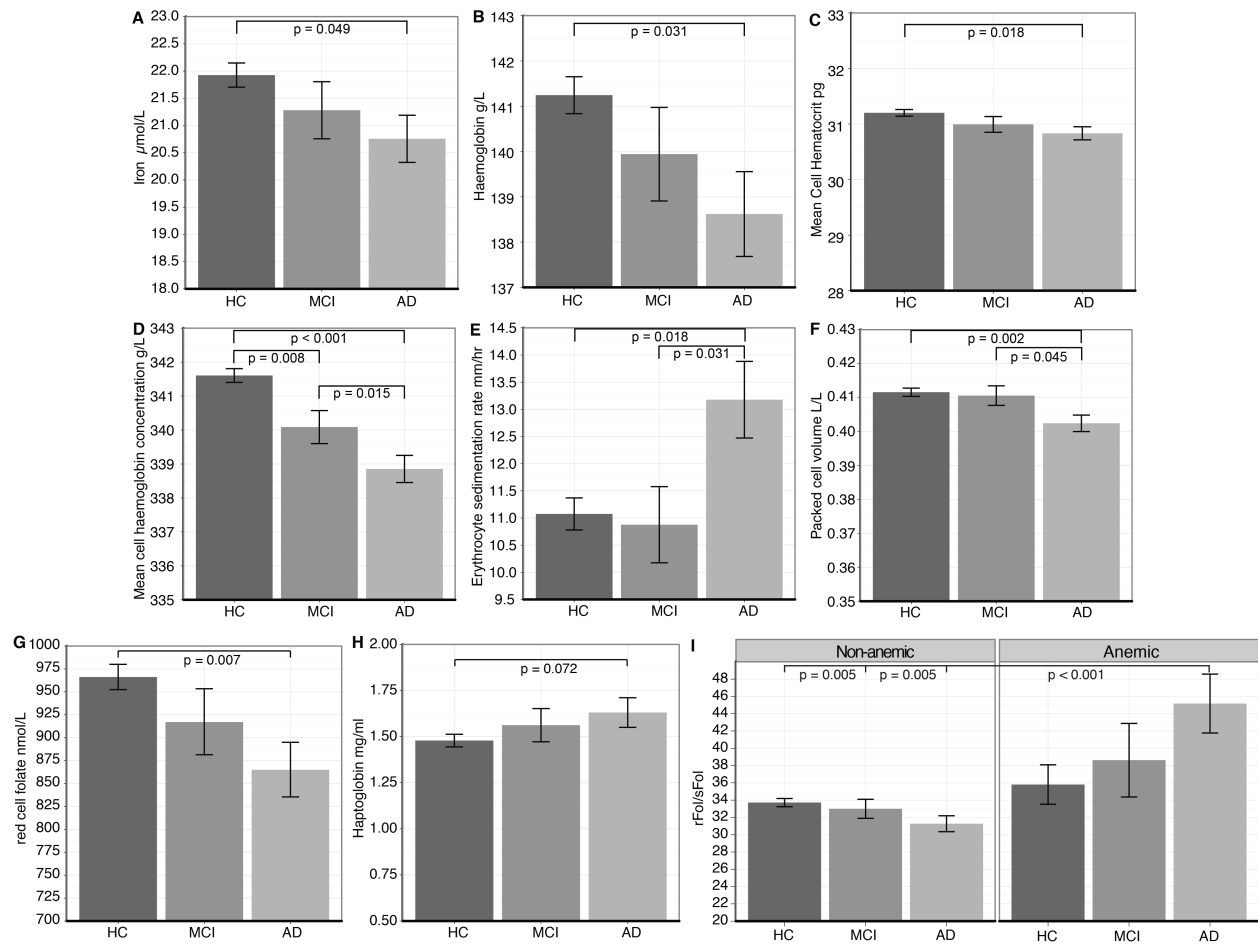 A
Iron µmol/L
23.0
22.5
22.0
21.5
21.0
20.5
20.0
19.5
19.0
18.5
18.0
p = 0.049
HC MCI AD
B
Haemoglobin g/L
143
142
141
140
139
138
137
p = 0.031
HC MCI AD
C
Mean Cell Hematocrit pg
33
32
31
30
29
28
p = 0.018
HC MCI AD
D
Mean cell haemoglobin concentration g/L
343
342
341
340
339
338
337
336
335
p < 0.001
p = 0.008
p = 0.015
HC MCI AD
E
Erythrocyte sedimentation rate mm/hr
14.5
14.0
13.5
13.0
12.5
12.0
11.5
11.0
10.5
10.0
9.5
p = 0.018
p = 0.031
HC MCI AD
F
Packed cell volume L/L
0.43
0.42
0.41
0.40
0.39
0.38
0.37
0.36
0.35
p = 0.002
p = 0.045
HC MCI AD
G
red cell folate nmol/L
1000
975
950
925
900
875
850
825
800
775
750
725
700
p = 0.007
HC MCI AD
H
Haptoglobin mg/ml
2.00
1.75
1.50
1.25
1.00
0.75
0.50
p = 0.072
HC MCI AD
I
Non-anemic Anemic
rFol/sFol
48
46
44
42
40
38
36
34
32
30
28
26
24
22
20
p = 0.005 p = 0.005 p < 0.001
HC MCI AD HC MCI AD